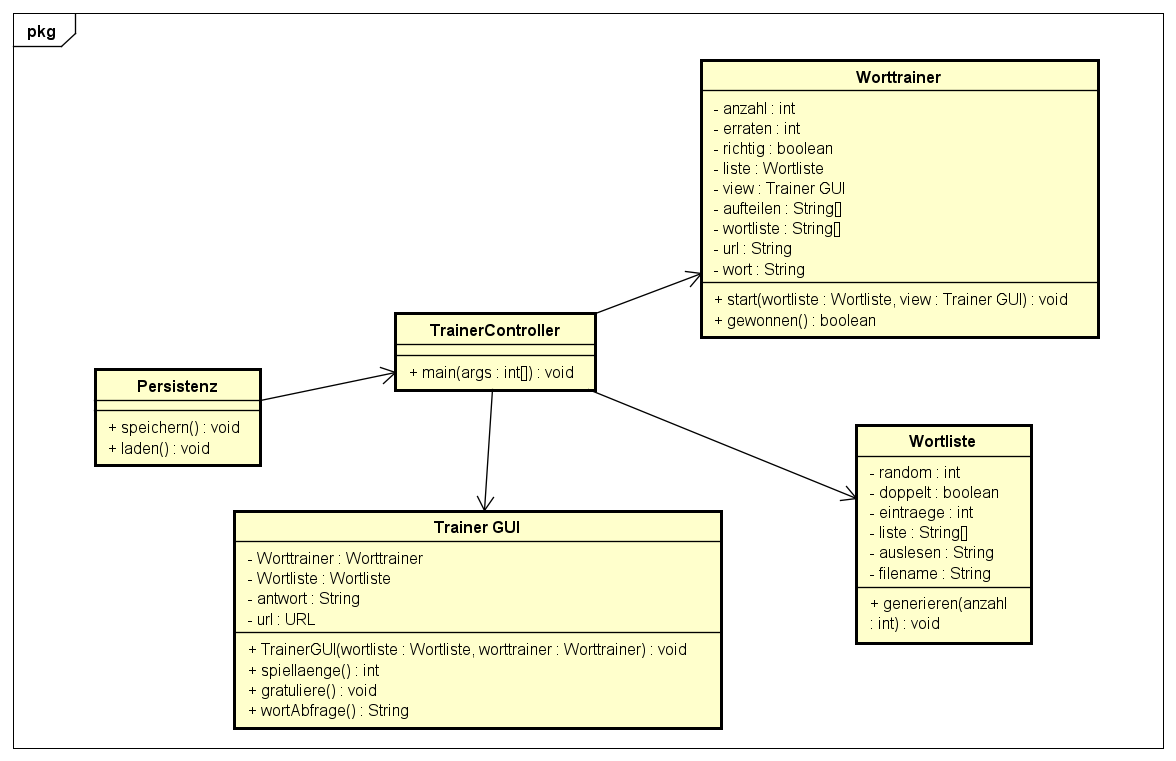 pkg
Worttrainer
- anzahl : int
- erraten : int
- richtig : boolean
- liste : Wortliste
- view : Trainer GUI
- aufteilen : String[]
- wortliste : String[]
- url : String
- wort : String
+ start(wortliste : Wortliste, view : Trainer GUI) : void
+ gewonnen() : boolean
TrainerController
+ main(args : int[]) : void
Persistenz
+ speichern() : void
+ laden() : void
Wortliste
- random : int
- doppelt : boolean
- eintraege : int
- liste : String[]
- auslesen : String
- filename : String
+ generieren(anzahl
: int) : void
Trainer GUI
- Worttrainer : Worttrainer
- Wortliste : Wortliste
- antwort : String
- url : URL
+ TrainerGUI(wortliste : Wortliste, worttrainer : Worttrainer) : void
+ spiellaenge() : int
+ gratuliere() : void
+ wortAbfrage() : String